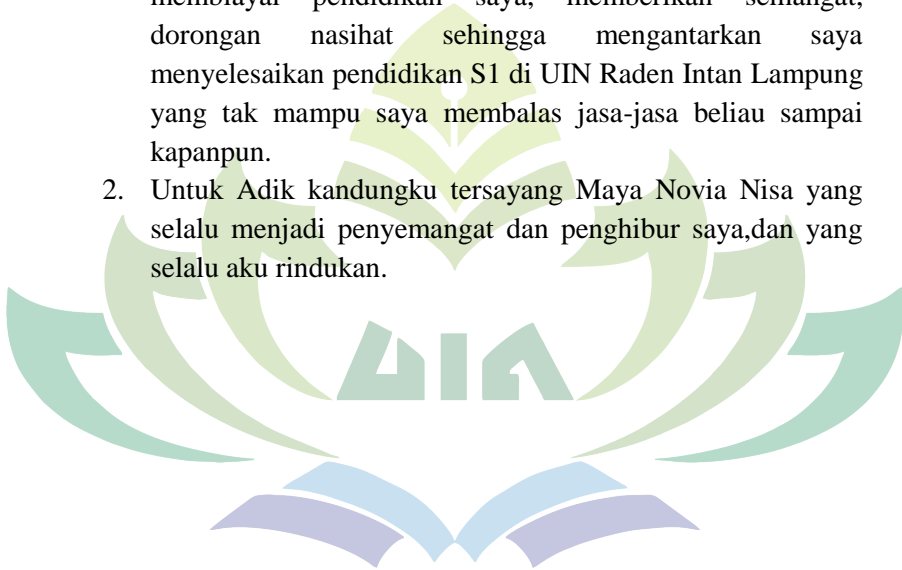 membiayai pendidikan saya, memberikan semangat,
dorongan nasihat sehingga mengantarkan saya
menyelesaikan pendidikan S1 di UIN Raden Intan Lampung
yang tak mampu saya membalas jasa-jasa beliau sampai
kapanpun.
2. Untuk Adik kandungku tersayang Maya Novia Nisa yang
selalu menjadi penyemangat dan penghibur saya,dan yang
selalu aku rindukan.
UIN